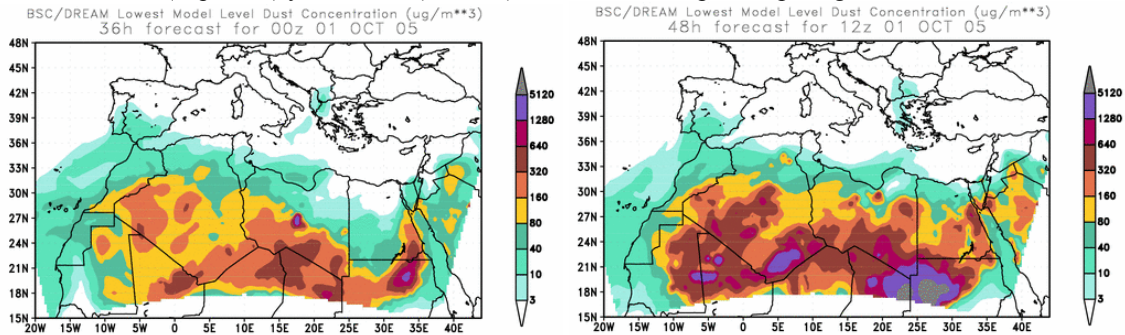 BSC/DREAM Lowest Model Level Dust Concentration (ug/m**3)
36h forecast for 00z 01 OCT 05
48N
45N
42N
39N
36N
33N
30N
27N
24N
21N
18N
15N
20W 15W 10W 5W 0 5E 10E 15E 20E 25E 30E 35E 40E
5120
1280
640
320
160
80
40
10
3
BSC/DREAM Lowest Model Level Dust Concentration (ug/m**3)
48h forecast for 12z 01 OCT 05
48N
45N
42N
39N
36N
33N
30N
27N
24N
21N
18N
15N
20W 15W 10W 5W 0 5E 10E 15E 20E 25E 30E 35E 40E
5120
1280
640
320
160
80
40
10
3